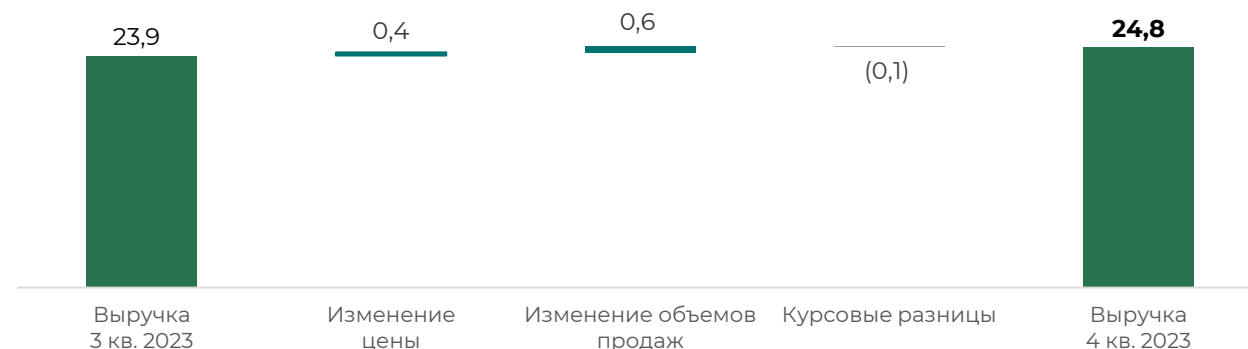 23,9
0,4
0,6
(0,1)
24,8
Выручка
3 кв. 2023
Изменение
цены
Изменение объемов
продаж
Курсовые разницы
Выручка
4 кв. 2023